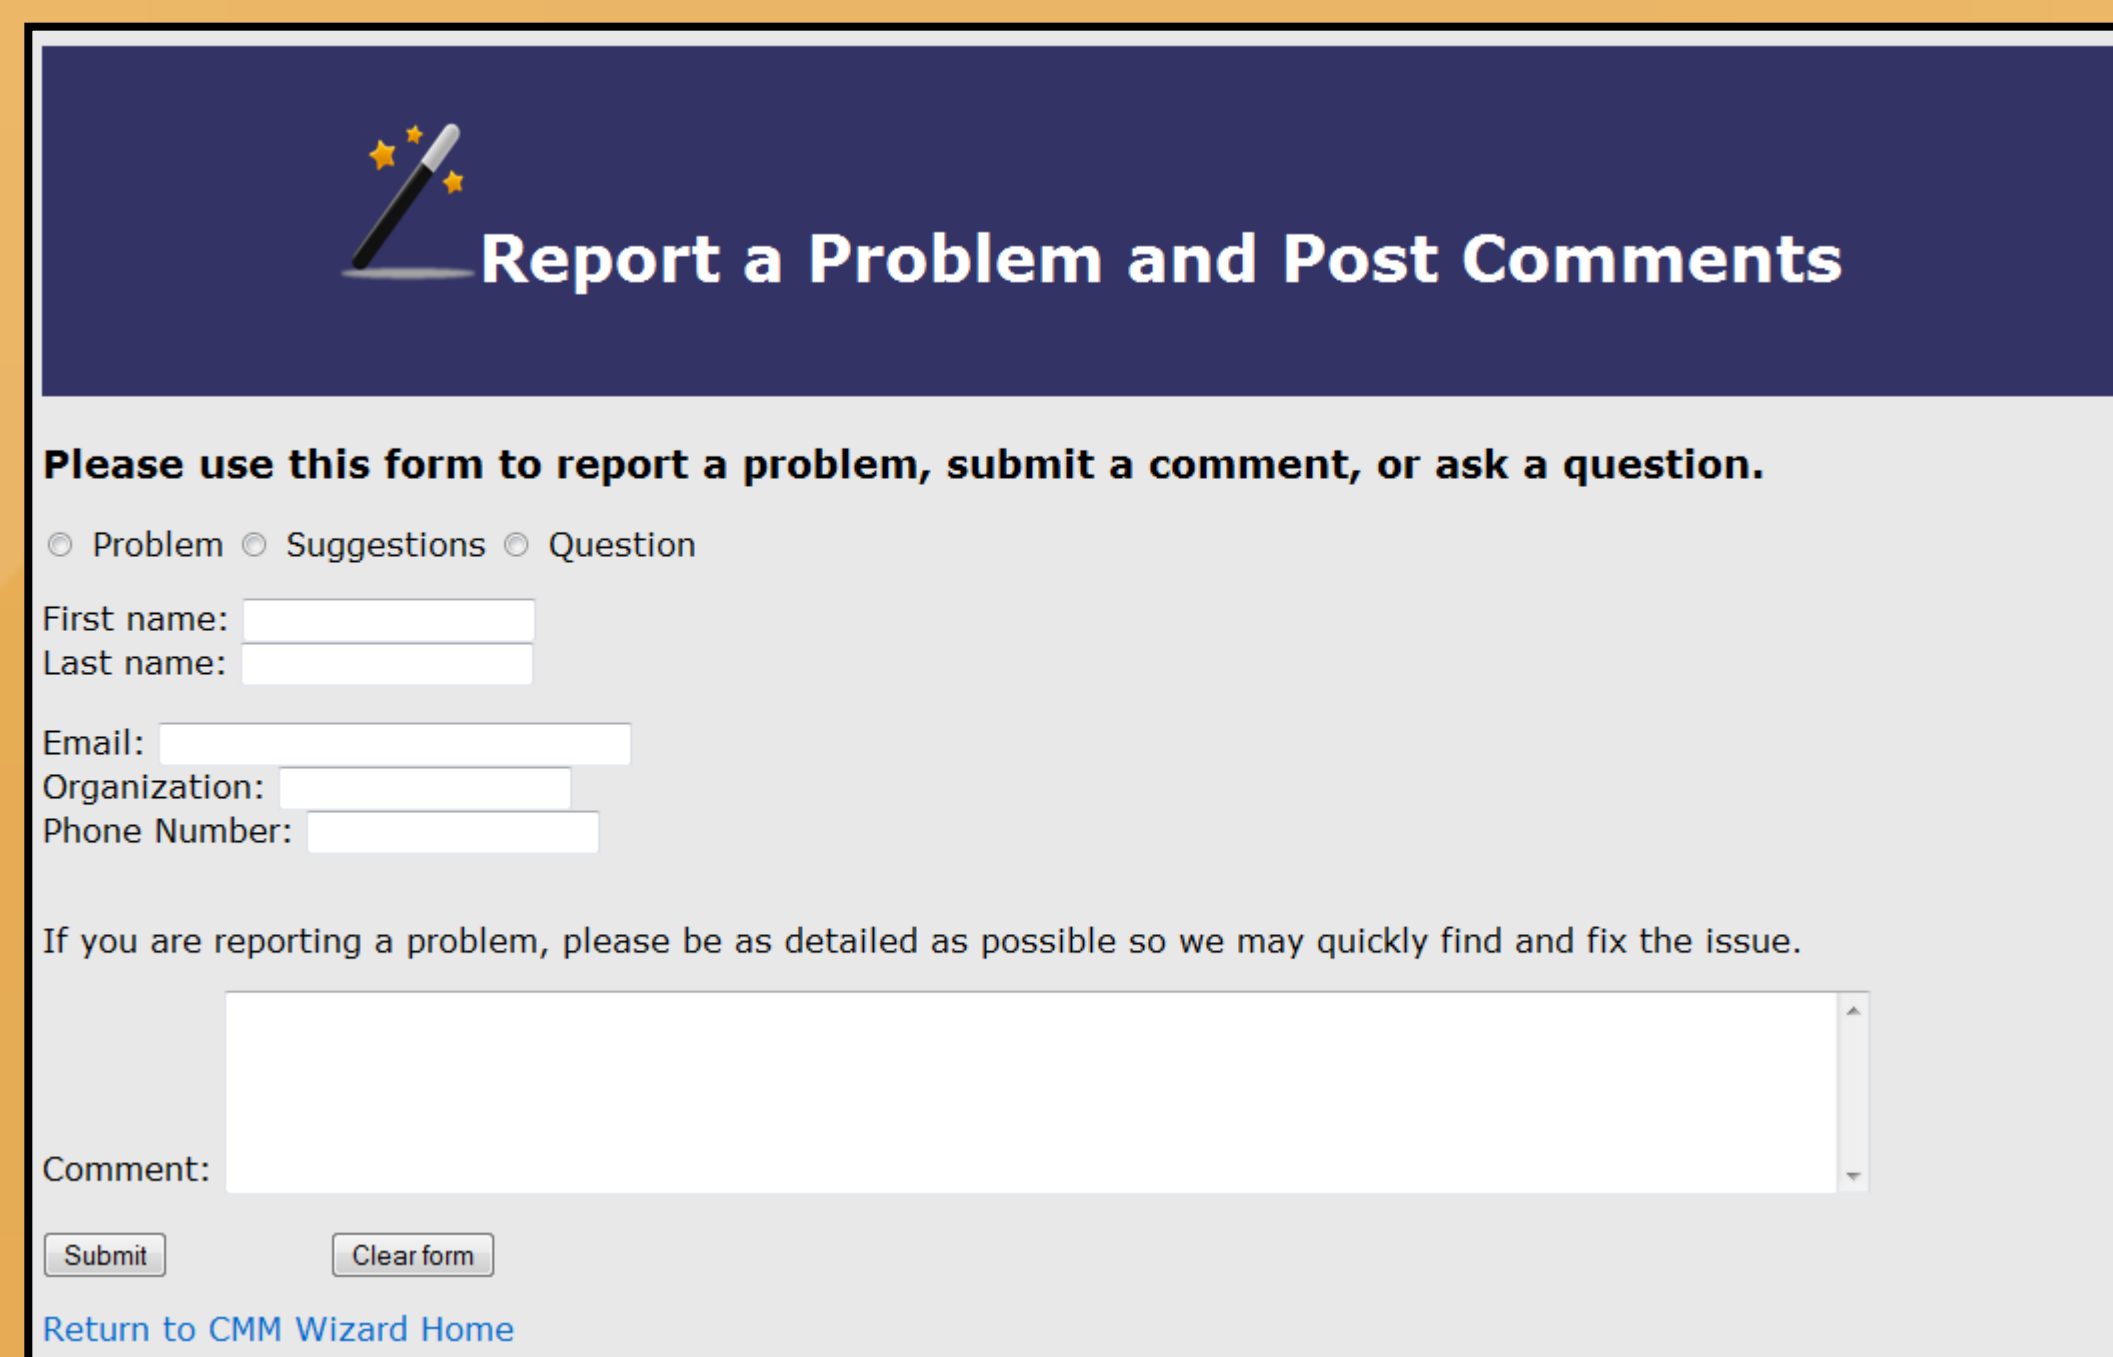 Report a Problem and Post Comments
Please use this form to report a problem, submit a comment, or ask a question.
Problem Suggestions Question
First name:
Last name:
Email:
Organization:
Phone Number:
If you are reporting a problem, please be as detailed as possible so we may quickly find and fix the issue.
Comment:
Submit Clear form
Return to CMM Wizard Home